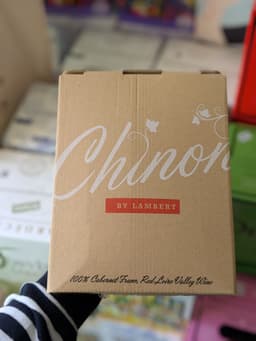 Chinon
BY LAMBERT
100% Cabernet Franc, Red Loire Valley Wine